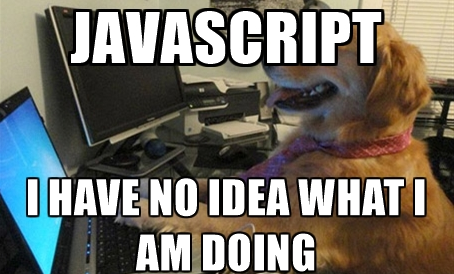 JAVASCRIPT
I HAVE NO IDEA WHAT I
AM DOING